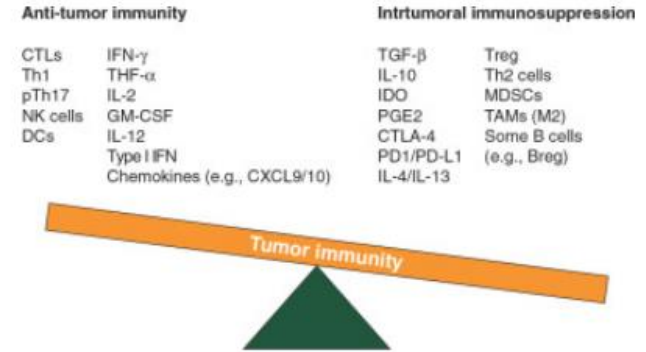 Anti-tumor immunity
CTLs IFN-γ
Th1 THF-α
pTh17 IL-2
NK cells GM-CSF
DCs IL-12
Type I IFN
Chemokines (e.g., CXCL9/10)
Intrtumoral immunosuppression
TGF-β Treg
IL-10 Th2 cells
IDO MDSCs
PGE2 TAMs (M2)
CTLA-4 Some B cells
PD1/PD-L1 (e.g., Breg)
IL-4/IL-13
Tumor immunity